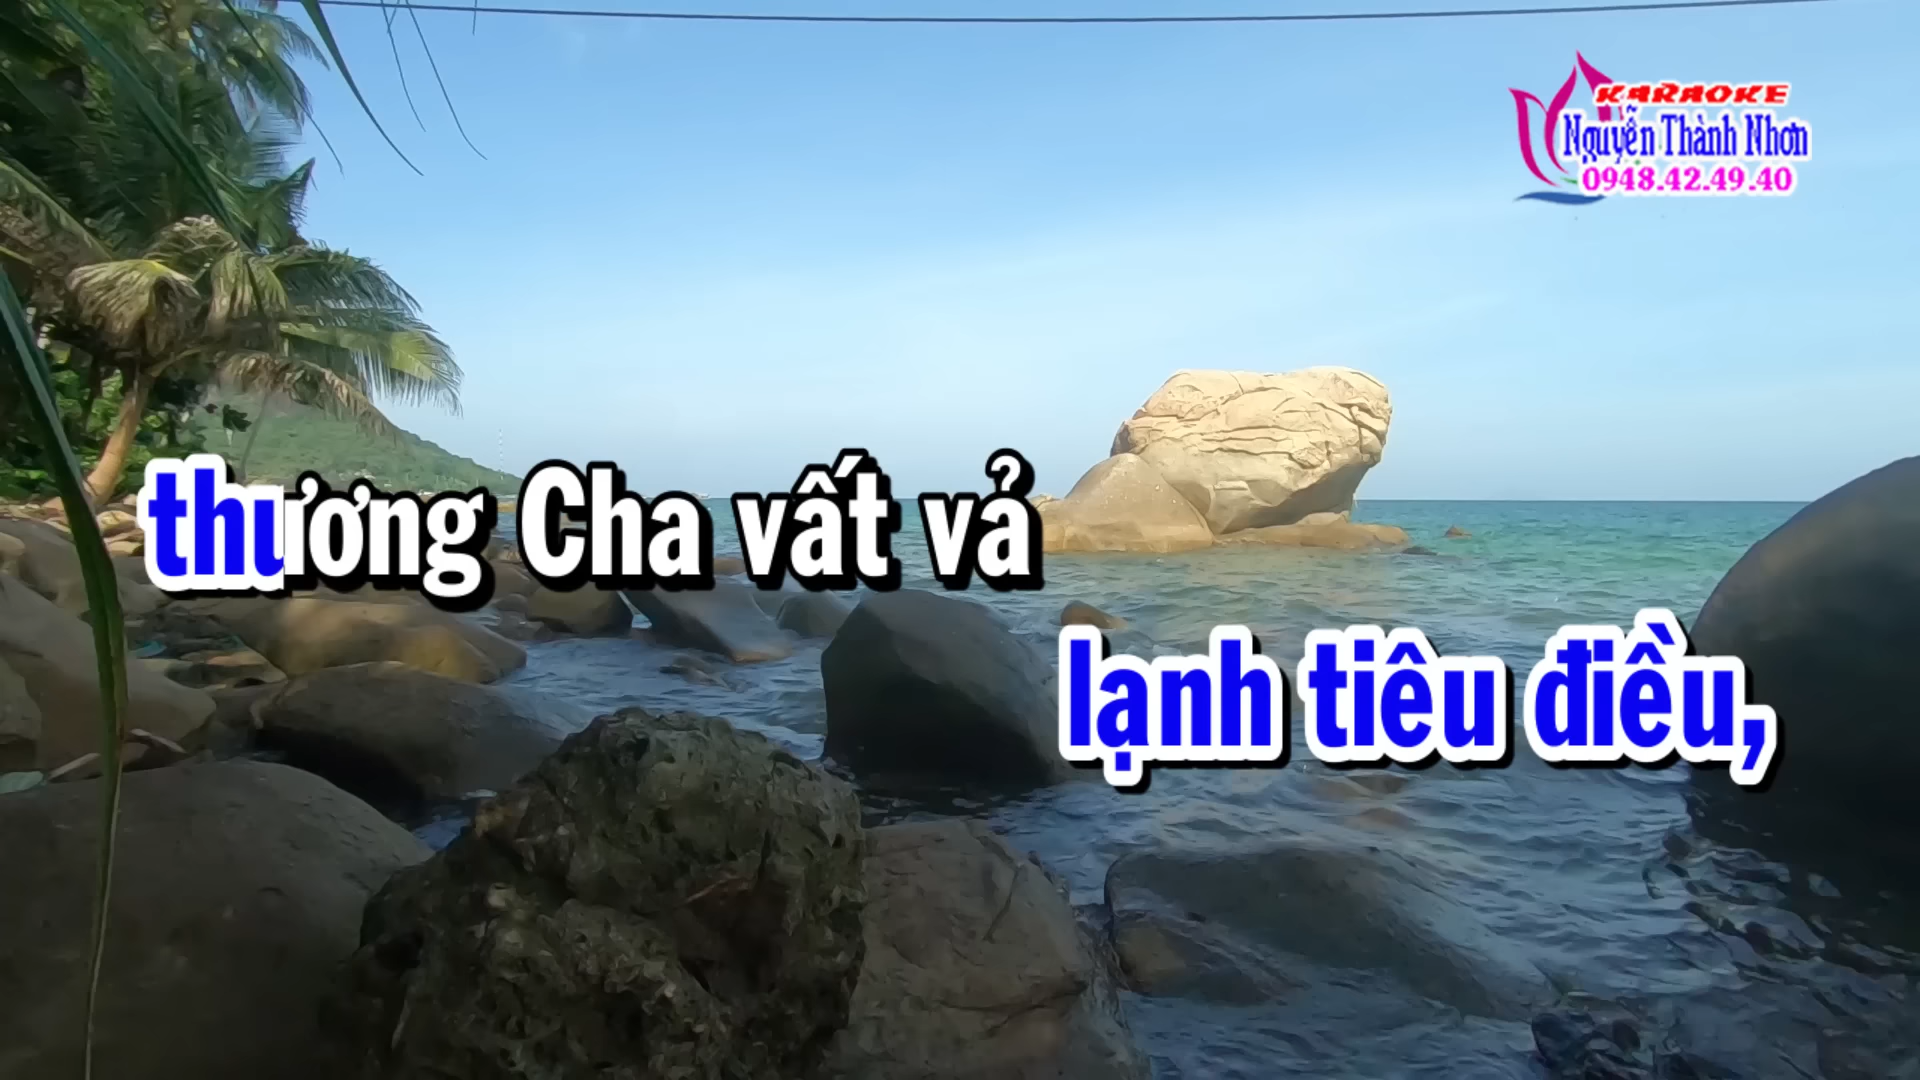 KARAOKE
Nguyễn Thành Nhơn
0948.42.49.40
thương Cha vất vả
lạnh tiêu điều,